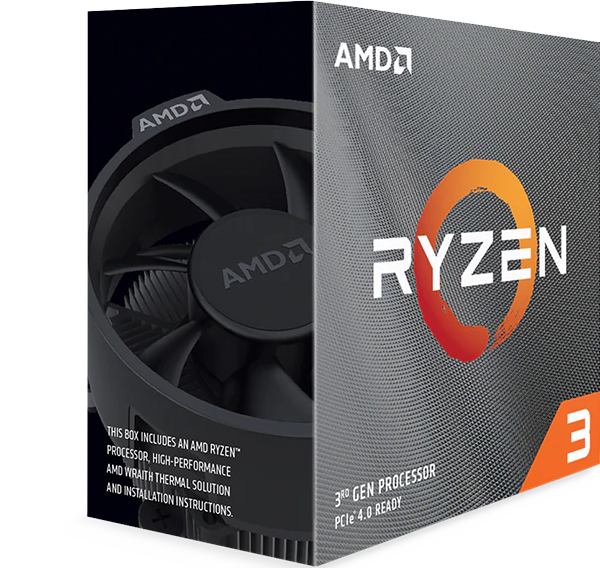 AMD
AMD
THIS BOX INCLUDES AN AMD RYZEN™
PROCESSOR, HIGH-PERFORMANCE
AMD WRAITH THERMAL SOLUTION
AND INSTALLATION INSTRUCTIONS.
AMD
RYZEN
3
3RD GEN PROCESSOR
PCIe® 4.0 READY